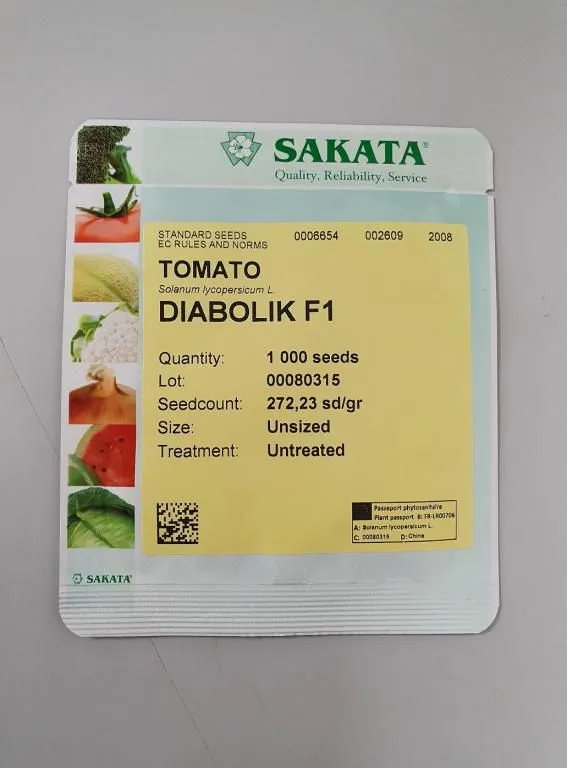 SAKATA®
Quality, Reliability, Service
STANDARD SEEDS 0006654 002609 2008
EC RULES AND NORMS
TOMATO
Solanum lycopersicum L.
DIABOLIK F1
Quantity: 1 000 seeds
Lot: 00080315
Seedcount: 272,23 sd/gr
Size: Unsized
Treatment: Untreated
Passeport phytosanitaire
Plant passport B: FR-LR00706
A: Solanum lycopersicum L.
C: 00080315 D: China
SAKATA®